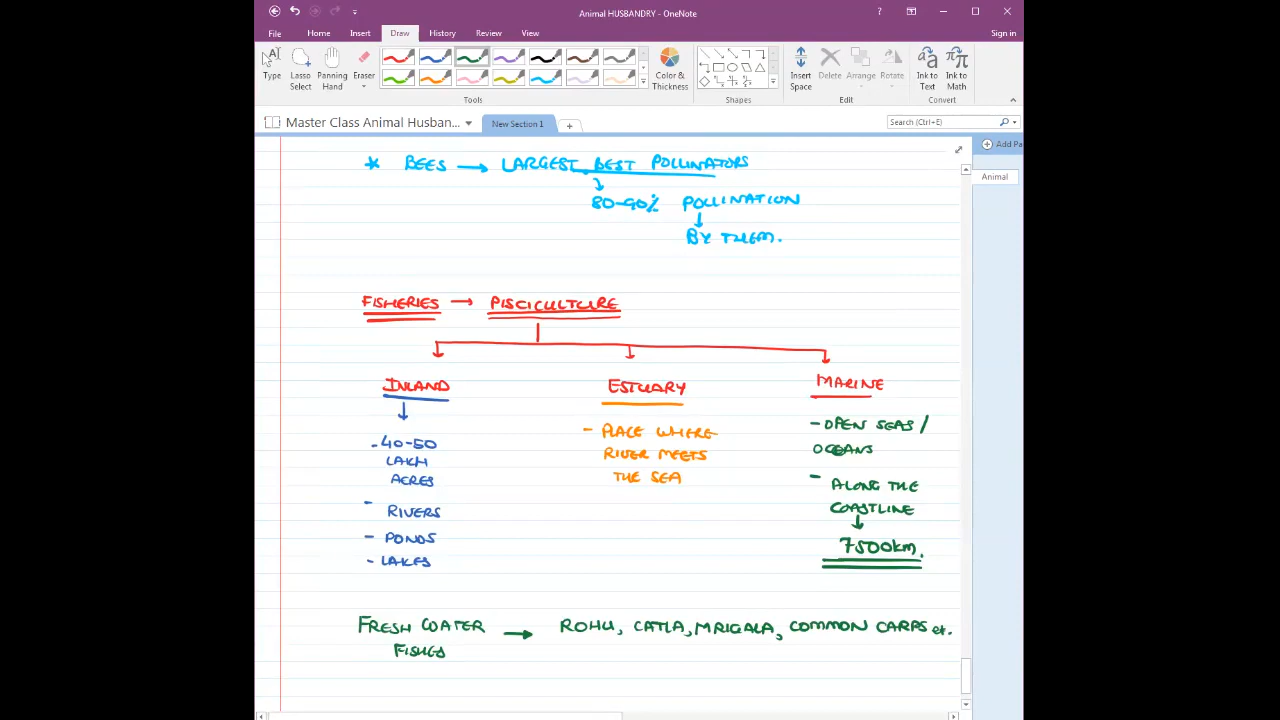 Animal HUSBANDRY - OneNote
File Home Insert Draw History Review View Sign in
Type Lasso Select Panning Hand Eraser Color & Thickness Insert Space Delete Arrange Rotate Ink to Text Ink to Math
Tools Shapes Edit Convert
Master Class Animal Husban... New Section 1 Search (Ctrl+E)
Add Pa
Animal
* BEES → LARGEST BEST POLLINATORS
80-90% POLLINATION
BY THEM.
FISHERIES → PISCICULTURE
INLAND ESTUARY MARINE
- 40-50 LAKH ACRES
- RIVERS
- PONDS
- LAKES
- PLACE WHERE
RIVER MEETS
THE SEA
- OPEN SEAS /
OCEANS
- ALONG THE
COASTLINE
7500km.
FRESH WATER FISHES → ROHU, CATLA, MRIGALA, COMMON CARPS et.